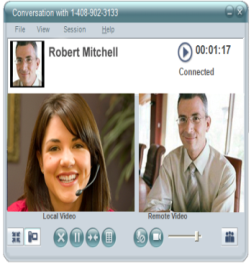 Conversation with 1-408-902-3133
File View Session Help
Robert Mitchell
00:01:17
Connected
Local Video Remote Video